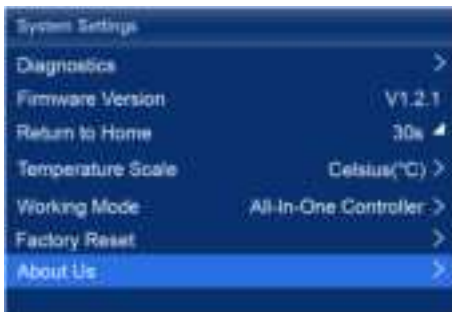 System Settings
Diagnostics >
Firmware Version V1.2.1
Return to Home 30s
Temperature Scale Celsius(°C) >
Working Mode All-In-One Controller >
Factory Reset >
About Us >